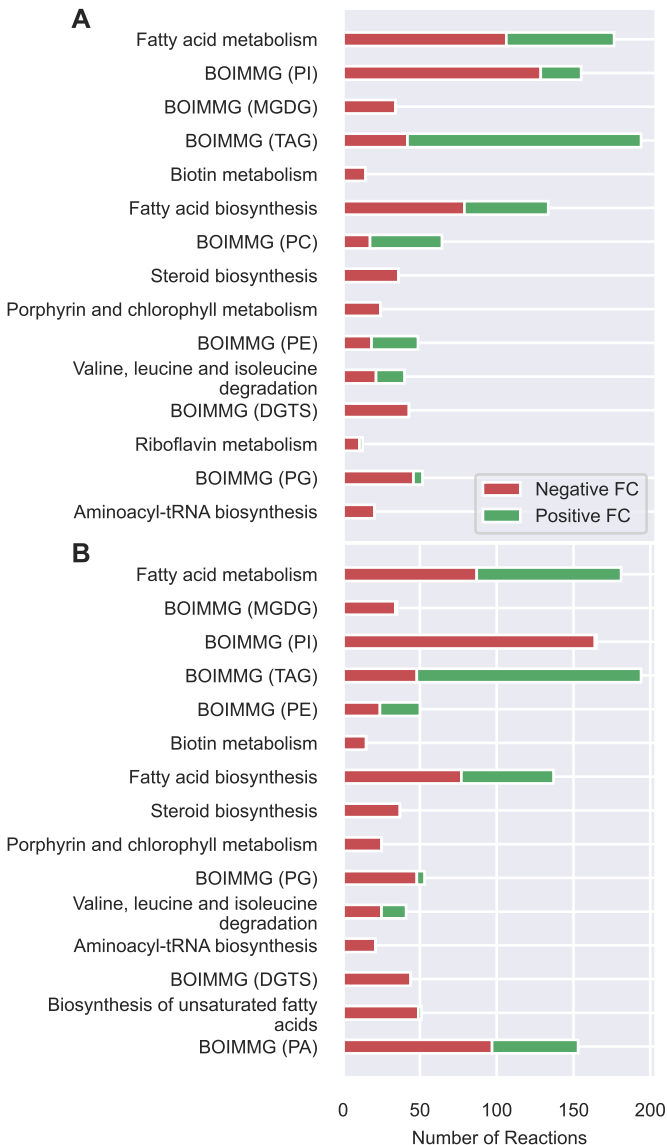 A
Fatty acid metabolism
BOIMMG (PI)
BOIMMG (MGDG)
BOIMMG (TAG)
Biotin metabolism
Fatty acid biosynthesis
BOIMMG (PC)
Steroid biosynthesis
Porphyrin and chlorophyll metabolism
BOIMMG (PE)
Valine, leucine and isoleucine
degradation
BOIMMG (DGTS)
Riboflavin metabolism
BOIMMG (PG)
Aminoacyl-tRNA biosynthesis
Negative FC
Positive FC
B
Fatty acid metabolism
BOIMMG (MGDG)
BOIMMG (PI)
BOIMMG (TAG)
BOIMMG (PE)
Biotin metabolism
Fatty acid biosynthesis
Steroid biosynthesis
Porphyrin and chlorophyll metabolism
BOIMMG (PG)
Valine, leucine and isoleucine
degradation
Aminoacyl-tRNA biosynthesis
BOIMMG (DGTS)
Biosynthesis of unsaturated fatty
acids
BOIMMG (PA)
0 50 100 150 200
Number of Reactions